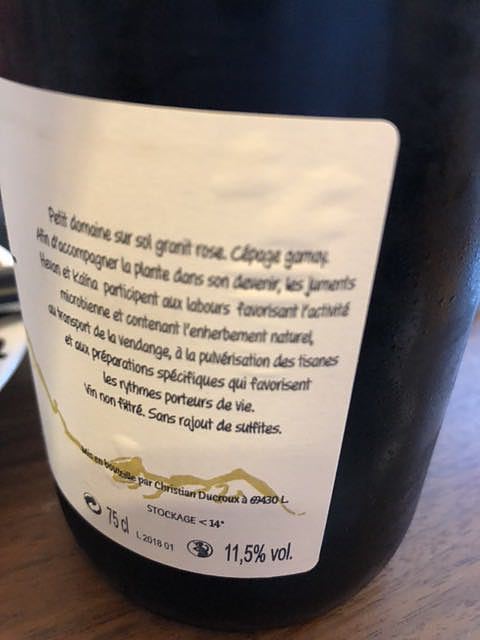 Petit domaine sur sol granit rose. Cépage gamay.
Afin d'accompagner la plante dans son devenir, les juments
Hevan et Kaïna participent aux labours favorisant l'activité
microbienne et contenant l'enherbement naturel,
au transport de la vendange, à la pulvérisation des tisanes
et aux préparations spécifiques qui favorisent
les rythmes porteurs de vie.
Vin non filtré. Sans rajout de sulfites.
Mis en bouteille par Christian Ducroux à 69430 L
STOCKAGE < 14°
75 cl L 2018 01 11,5% vol.